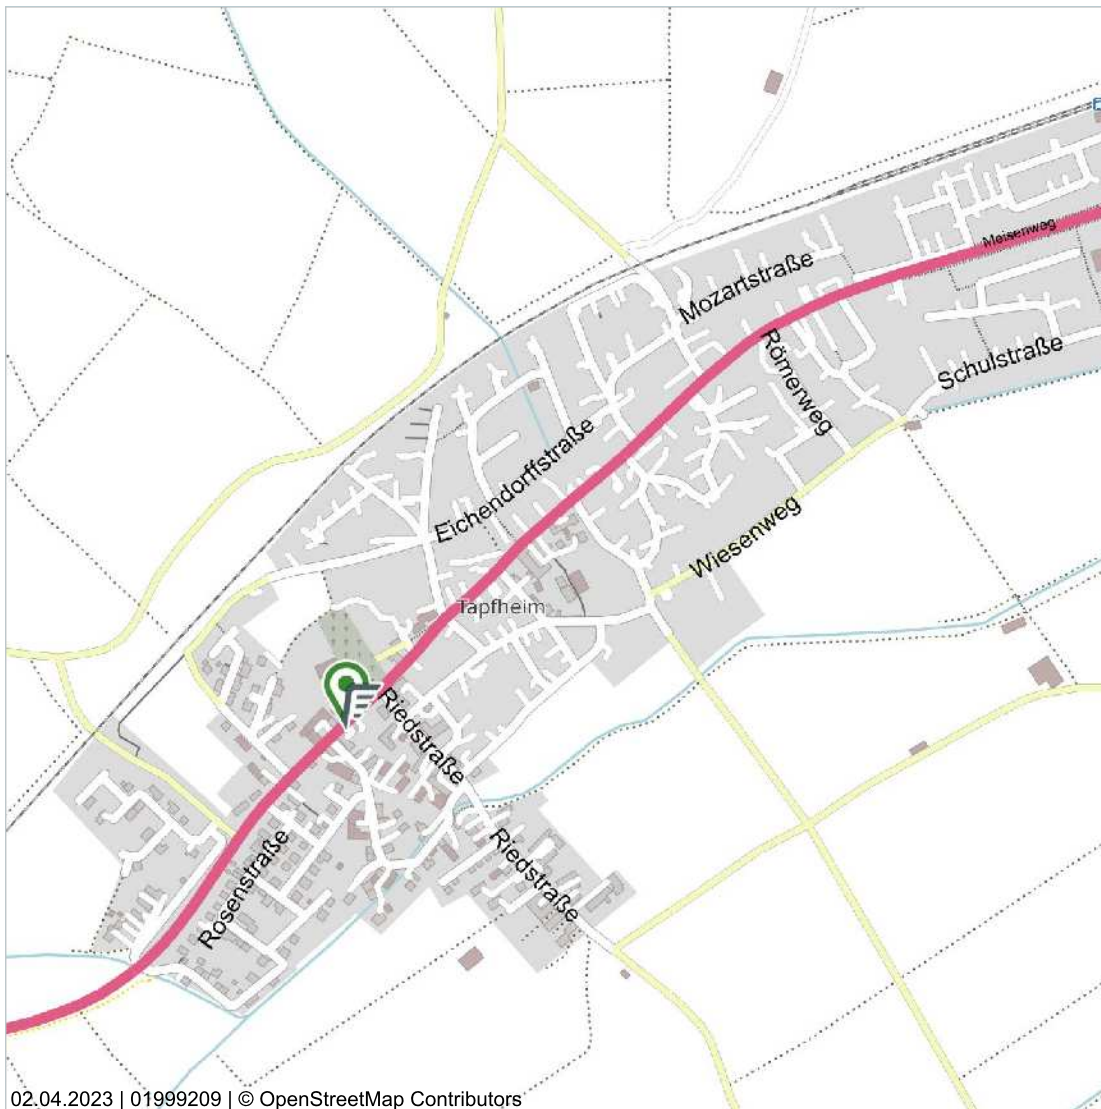 Meisenweg
Mozartstraße
Römerweg
Schulstraße
Eichendorffstraße
Wiesenweg
Tapfheim
Riedstraße
Riedstraße
Rosenstraße
02.04.2023 | 01999209 | © OpenStreetMap Contributors